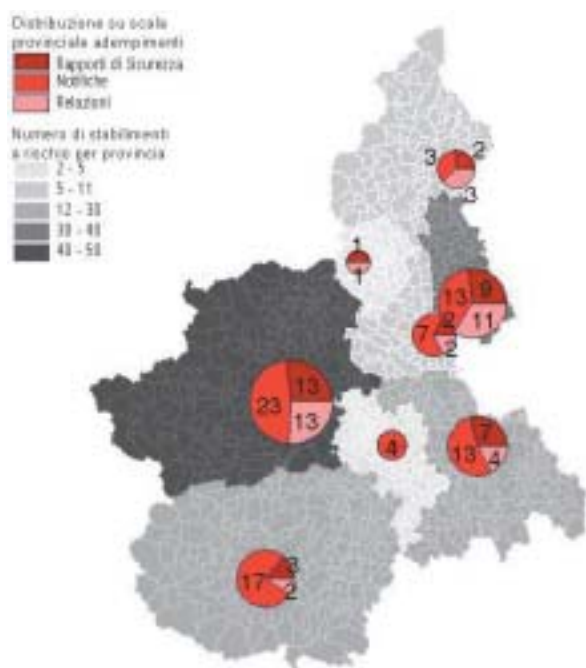 Distribuzione su scala
provinciale adempimenti
Rapporti di Sicurezza
Notifiche
Relazioni
Numero di stabilimenti
a rischio per provincia
2 - 5
5 - 11
12 - 30
30 - 40
40 - 50
3
2
3
1
1
13
9
11
7
2
2
23
13
13
4
7
13
4
17
3
2